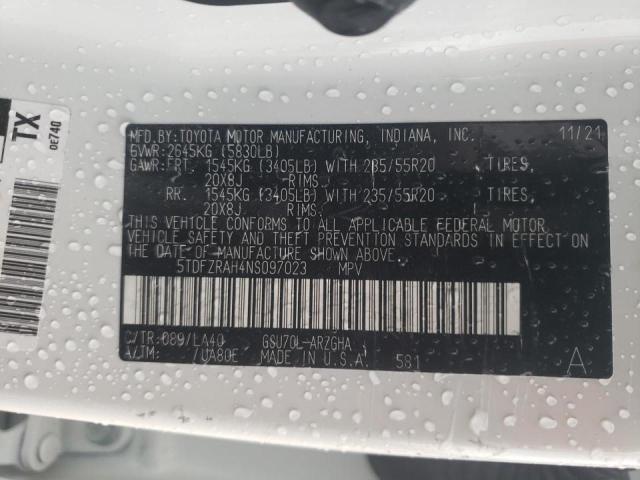 TX
0E740
MFD.BY:TOYOTA MOTOR MANUFACTURING, INDIANA, INC. 11/21
GVWR:2645KG (5830LB)
GAWR:FRT. 1545KG (3405LB) WITH 235/55R20 TIRES,
20X8J RIMS,
RR. 1545KG (3405LB) WITH 235/55R20 TIRES,
20X8J RIMS,
THIS VEHICLE CONFORMS TO ALL APPLICABLE FEDERAL MOTOR
VEHICLE SAFETY AND THEFT PREVENTION STANDARDS IN EFFECT ON
THE DATE OF MANUFACTURE SHOWN ABOVE.
5TDFZRAH4NS097023 MPV
C/TR:089/LA40 GSU70L-ARZGHA
A/TM: /UA80E MADE IN U.S.A. 581 A